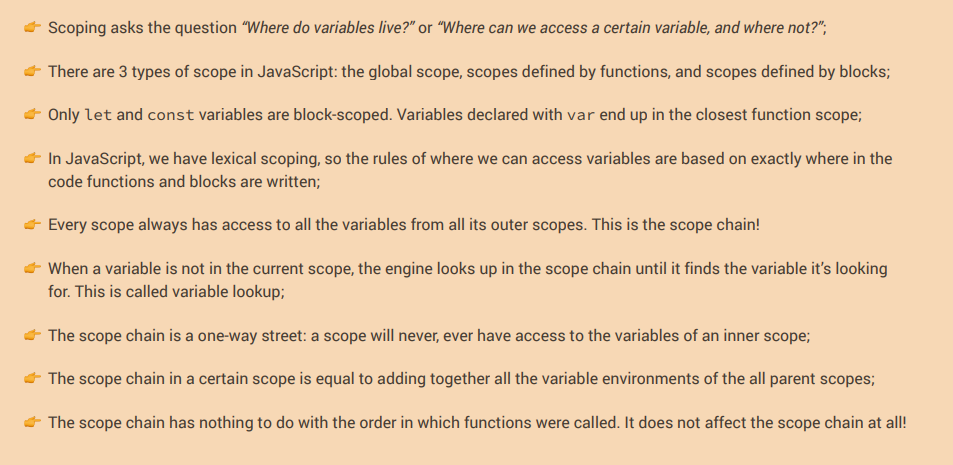 👉 Scoping asks the question “Where do variables live?” or “Where can we access a certain variable, and where not?”;
👉 There are 3 types of scope in JavaScript: the global scope, scopes defined by functions, and scopes defined by blocks;
👉 Only let and const variables are block-scoped. Variables declared with var end up in the closest function scope;
👉 In JavaScript, we have lexical scoping, so the rules of where we can access variables are based on exactly where in the
code functions and blocks are written;
👉 Every scope always has access to all the variables from all its outer scopes. This is the scope chain!
👉 When a variable is not in the current scope, the engine looks up in the scope chain until it finds the variable it’s looking
for. This is called variable lookup;
👉 The scope chain is a one-way street: a scope will never, ever have access to the variables of an inner scope;
👉 The scope chain in a certain scope is equal to adding together all the variable environments of the all parent scopes;
👉 The scope chain has nothing to do with the order in which functions were called. It does not affect the scope chain at all!